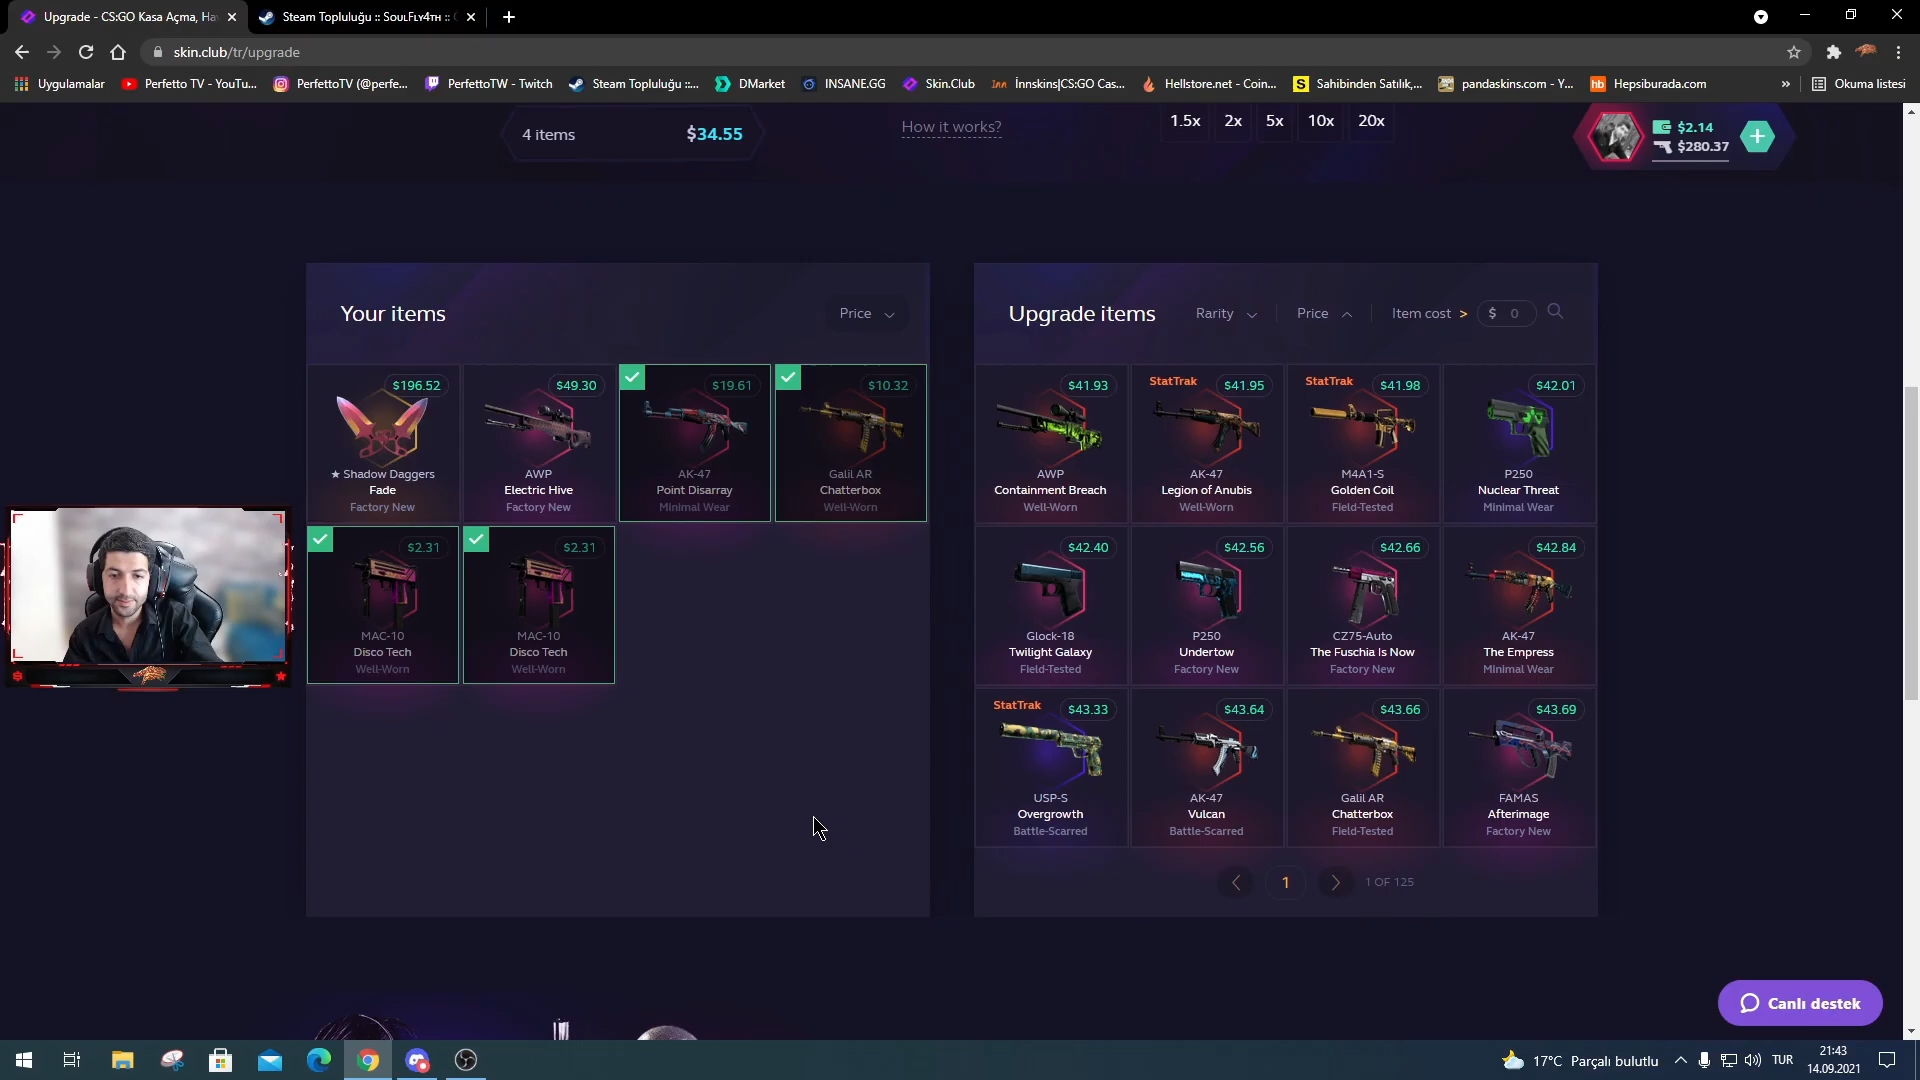 Upgrade - CS:GO Kasa Açma, Ha
Steam Topluluğu :: SoulFly4th ::
skin.club/tr/upgrade
Uygulamalar
Perfetto TV - YouTu...
PerfettoTV (@perfe...
PerfettoTW - Twitch
Steam Topluluğu ::...
DMarket
INSANE.GG
Skin.Club
İnnskins|CS:GO Cas...
Hellstore.net - Coin...
Sahibinden Satılık,...
pandaskins.com - Y...
Hepsiburada.com
»
Okuma listesi
4 items $34.55
How it works?
1.5x 2x 5x 10x 20x
$2.14
$280.37
Your items
Price
$196.52
★ Shadow Daggers
Fade
Factory New
$49.30
AWP
Electric Hive
Factory New
$19.61
AK-47
Point Disarray
Minimal Wear
$10.32
Galil AR
Chatterbox
Well-Worn
$2.31
MAC-10
Disco Tech
Well-Worn
$2.31
MAC-10
Disco Tech
Well-Worn
Upgrade items
Rarity
Price
Item cost > $ 0
$41.93
AWP
Containment Breach
Well-Worn
StatTrak $41.95
AK-47
Legion of Anubis
Well-Worn
StatTrak $41.98
M4A1-S
Golden Coil
Field-Tested
$42.01
P250
Nuclear Threat
Minimal Wear
$42.40
Glock-18
Twilight Galaxy
Field-Tested
$42.56
P250
Undertow
Factory New
$42.66
CZ75-Auto
The Fuschia Is Now
Factory New
$42.84
AK-47
The Empress
Minimal Wear
StatTrak $43.33
USP-S
Overgrowth
Battle-Scarred
$43.64
AK-47
Vulcan
Battle-Scarred
$43.66
Galil AR
Chatterbox
Field-Tested
$43.69
FAMAS
Afterimage
Factory New
1
1 OF 125
Canlı destek
17°C Parçalı bulutlu
TUR
21:43
14.09.2021